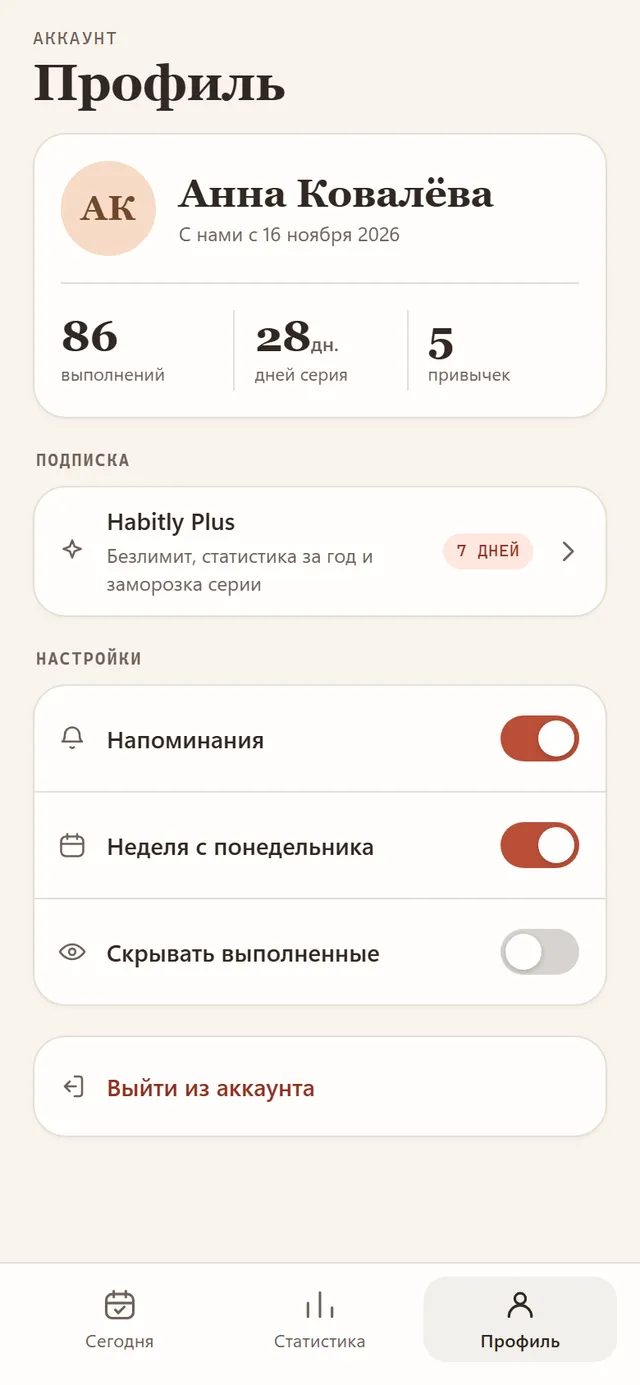 АККАУНТ
Профиль
АК
Анна Ковалёва
С нами с 16 ноября 2026
86
выполнений
28дн.
дней серия
5
привычек
ПОДПИСКА
Habitly Plus
Безлимит, статистика за год и
заморозка серии
7 ДНЕЙ
НАСТРОЙКИ
Напоминания
Неделя с понедельника
Скрывать выполненные
Выйти из аккаунта
Сегодня
Статистика
Профиль